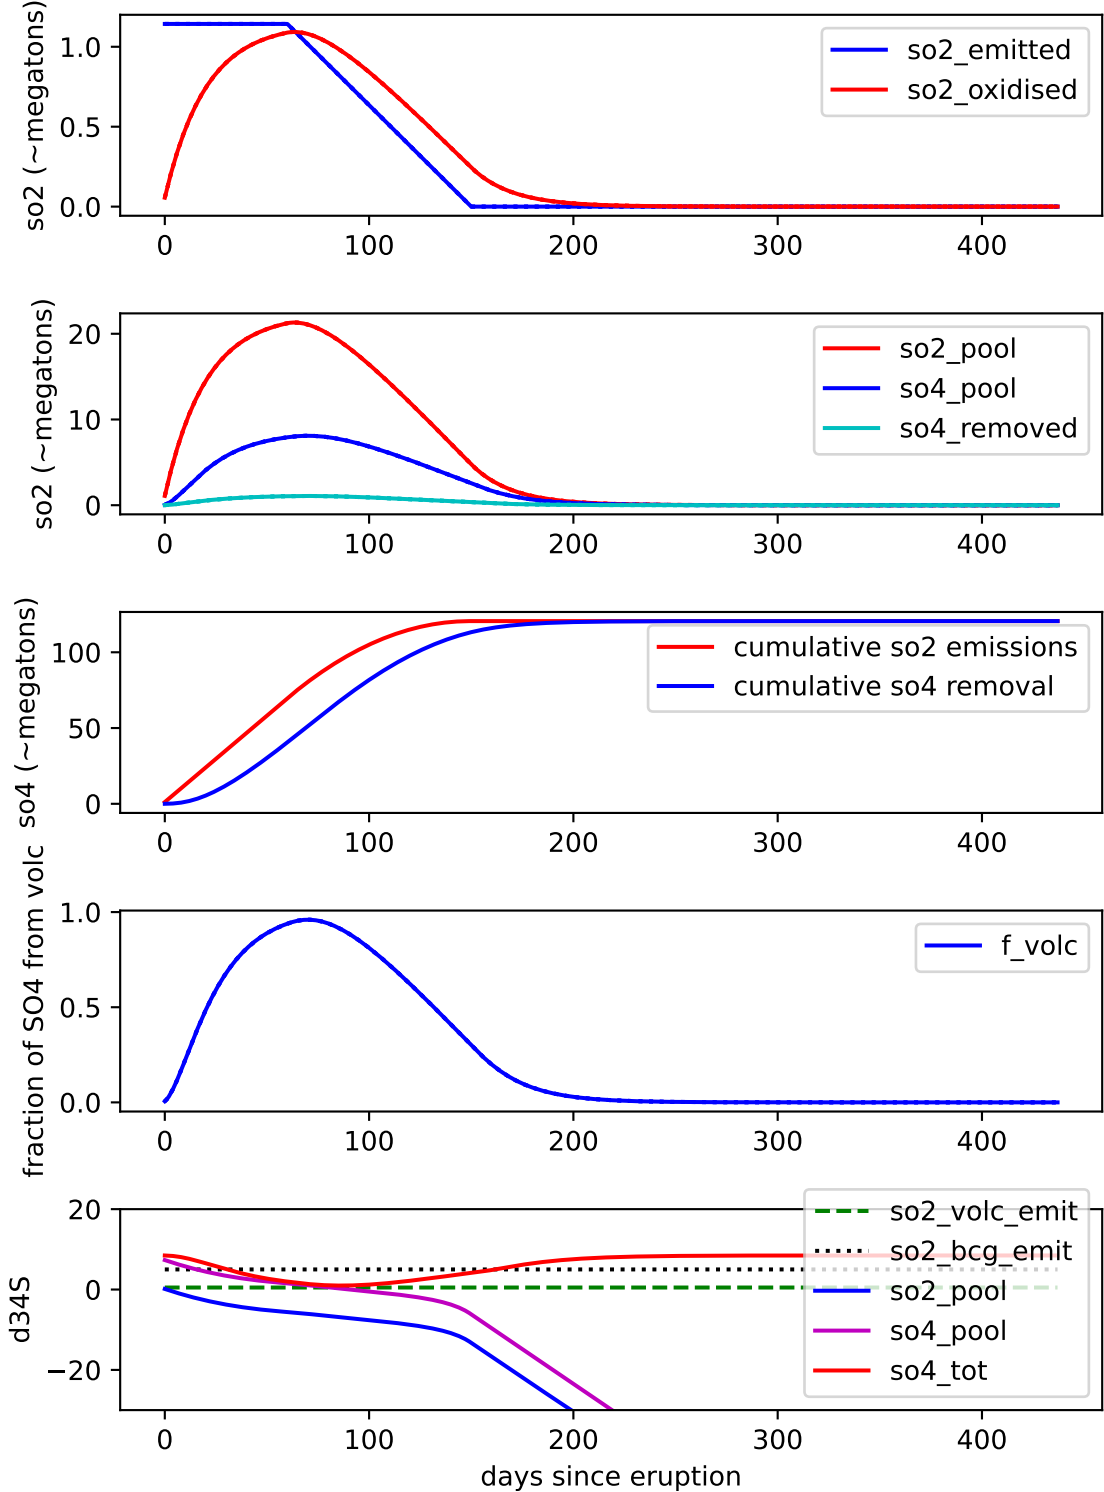 so2 (~megatons)
1.0
0.5
0.0
so2_emitted
so2_oxidised
0 100 200 300 400
so2 (~megatons)
20
10
0
so2_pool
so4_pool
so4_removed
0 100 200 300 400
so4 (~megatons)
100
50
0
cumulative so2 emissions
cumulative so4 removal
0 100 200 300 400
fraction of SO4 from volc
1.0
0.5
0.0
f_volc
0 100 200 300 400
d34S
20
0
−20
so2_volc_emit
so2_bcg_emit
so2_pool
so4_pool
so4_tot
0 100 200 300 400
days since eruption